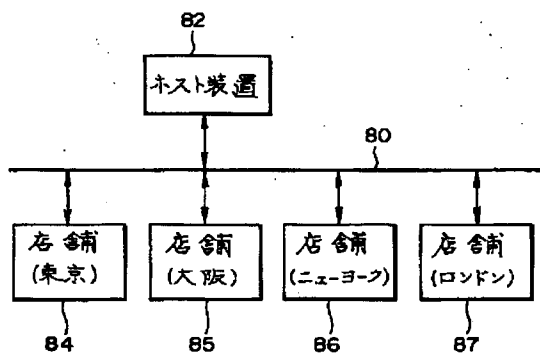 82
ホスト装置
80
店舗
(東京)
店舗
(大阪)
店舗
(ニューヨーク)
店舗
(ロンドン)
84
85
86
87